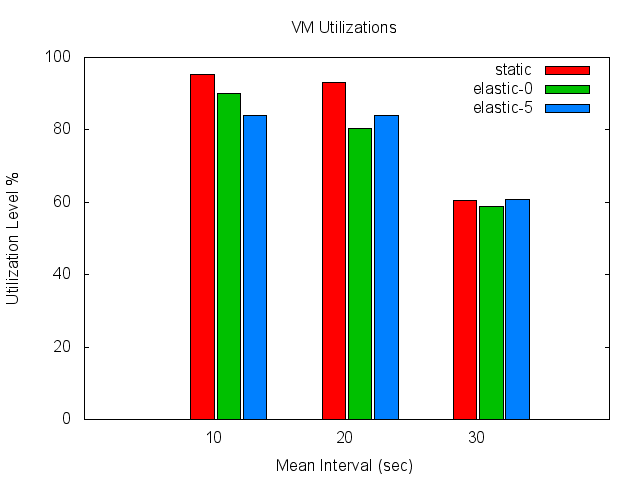 VM Utilizations
static
elastic-0
elastic-5
100
80
60
40
20
0
Utilization Level %
10 20 30
Mean Interval (sec)